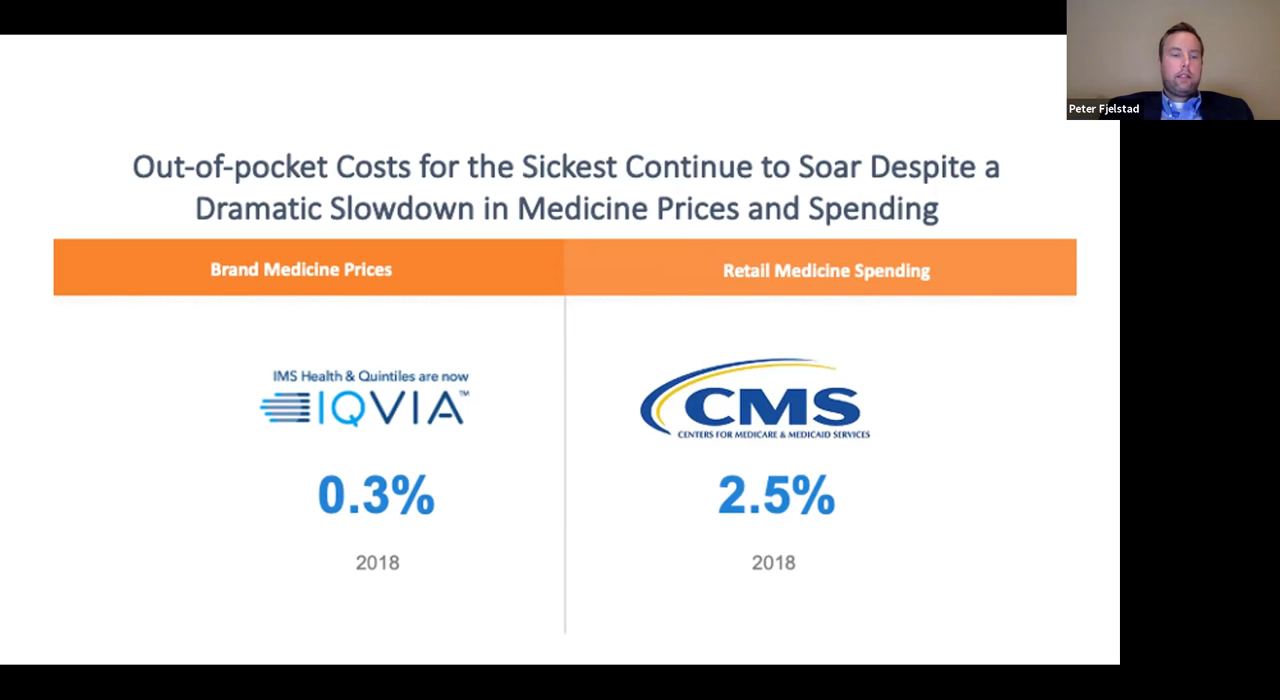 Peter Fjelstad
Out-of-pocket Costs for the Sickest Continue to Soar Despite a
Dramatic Slowdown in Medicine Prices and Spending
Brand Medicine Prices
Retail Medicine Spending
IMS Health & Quintiles are now
IQVIA™
CMS
CENTERS FOR MEDICARE & MEDICAID SERVICES
0.3%
2.5%
2018
2018